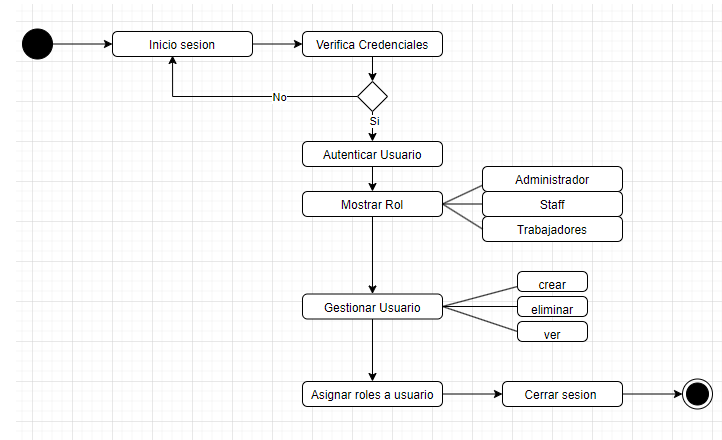 Inicio sesion
Verifica Credenciales
No
Si
Autenticar Usuario
Mostrar Rol
Administrador
Staff
Trabajadores
Gestionar Usuario
crear
eliminar
ver
Asignar roles a usuario
Cerrar sesion